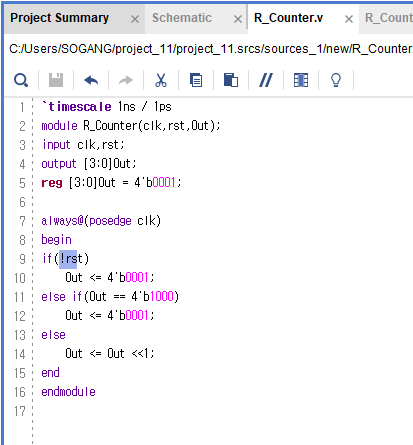 Project Summary × Schematic × R_Counter.v × R_Count
C:/Users/SOGANG/project_11/project_11.srcs/sources_1/new/R_Counter
1 `timescale 1ns / 1ps
2 module R_Counter(clk,rst,Out);
3 input clk,rst;
4 output [3:0]Out;
5 reg [3:0]Out = 4'b0001;
6
7 always@(posedge clk)
8 begin
9 if(!rst)
10 Out <= 4'b0001;
11 else if(Out == 4'b1000)
12 Out <= 4'b0001;
13 else
14 Out <= Out <<1;
15 end
16 endmodule
17